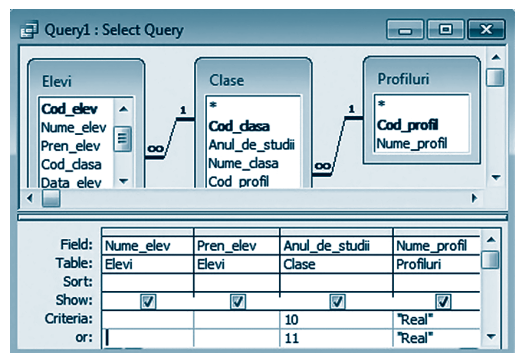 Query1 : Select Query
Elevi
Cod_elev
Nume_elev
Pren_elev
Cod_clasa
Data_elev
1
∞
Clase
*
Cod_clasa
Anul_de_studii
Nume_clasa
Cod_profil
1
∞
Profiluri
*
Cod_profil
Nume_profil
Field: Nume_elev Pren_elev Anul_de_studii Nume_profil
Table: Elevi Elevi Clase Profiluri
Sort:
Show:
Criteria: 10 "Real"
or: 11 "Real"